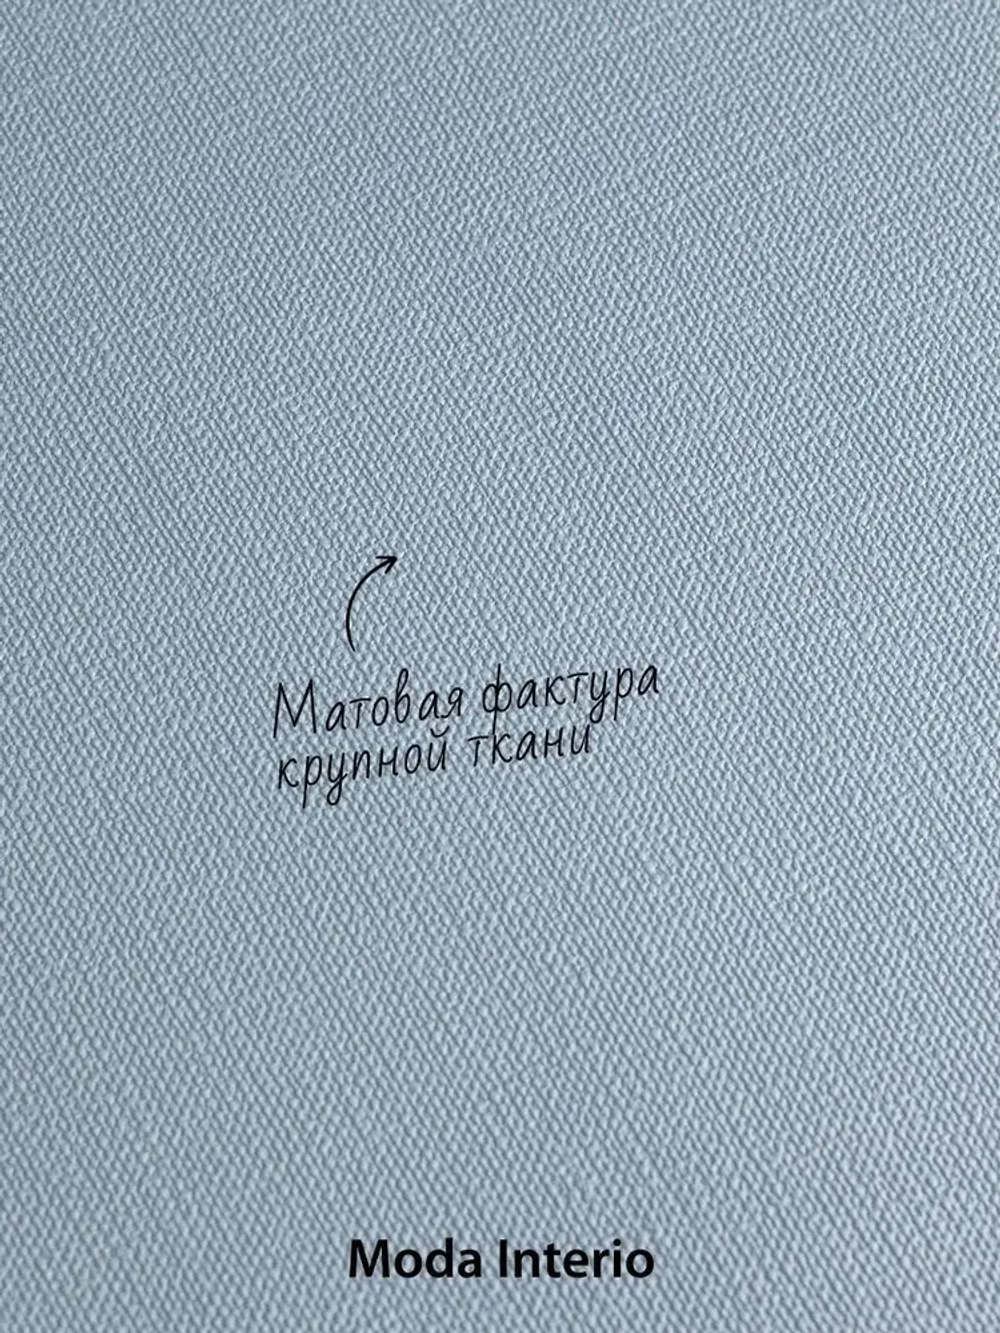 Матовая фактура
крупной ткани
Moda Interio